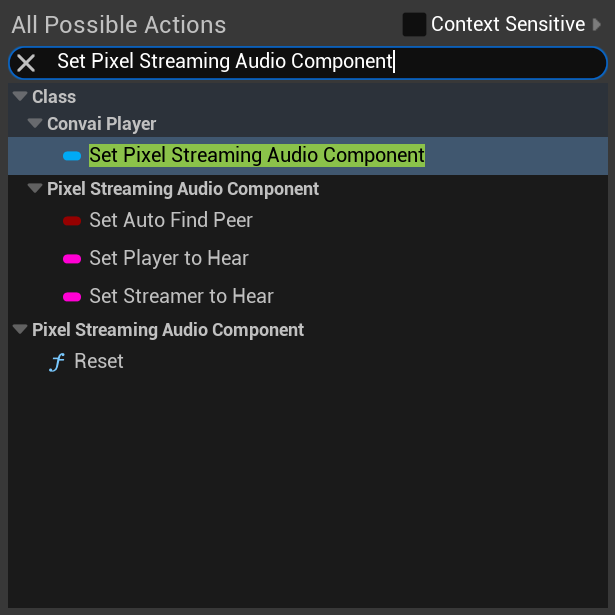 All Possible Actions
Context Sensitive
Set Pixel Streaming Audio Component
Class
Convai Player
Set Pixel Streaming Audio Component
Pixel Streaming Audio Component
Set Auto Find Peer
Set Player to Hear
Set Streamer to Hear
Pixel Streaming Audio Component
f Reset